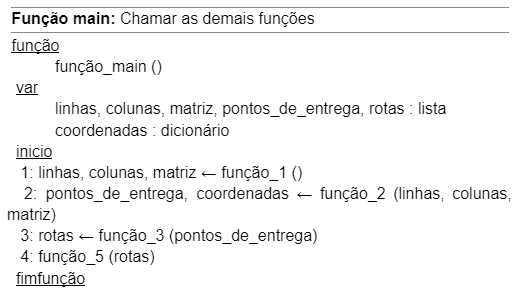 Função main: Chamar as demais funções
função
função_main ()
var
linhas, colunas, matriz, pontos_de_entrega, rotas : lista
coordenadas : dicionário
inicio
1: linhas, colunas, matriz ← função_1 ()
2: pontos_de_entrega, coordenadas ← função_2 (linhas, colunas,
matriz)
3: rotas ← função_3 (pontos_de_entrega)
4: função_5 (rotas)
fimfunção